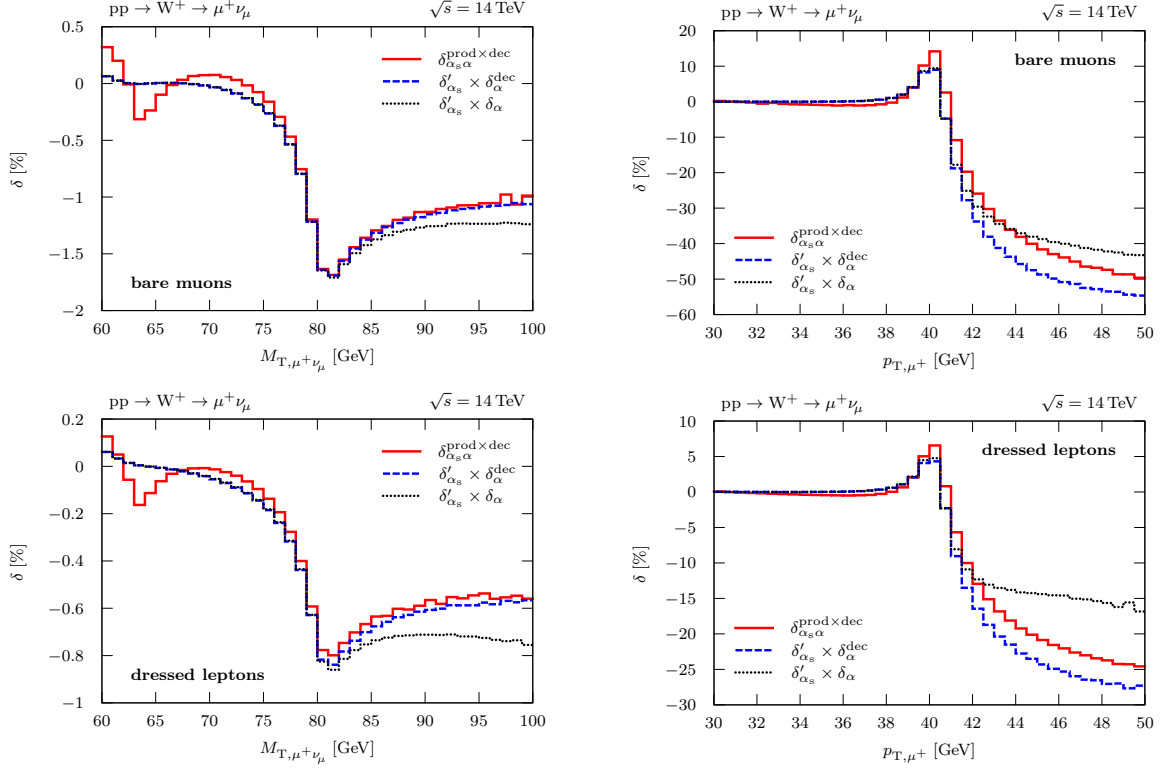 pp → W⁺ → μ⁺ν_μ √s = 14 TeV
0.5
0
−0.5
−1
−1.5
−2
δ [%]
δ^{prod×dec}_{α_sα}
δ′_{α_s} × δ^{dec}_α
δ′_{α_s} × δ_α
bare muons
60 65 70 75 80 85 90 95 100
M_{T,μ⁺ν_μ} [GeV]
pp → W⁺ → μ⁺ν_μ √s = 14 TeV
20
10
0
−10
−20
−30
−40
−50
−60
δ [%]
bare muons
δ^{prod×dec}_{α_sα}
δ′_{α_s} × δ^{dec}_α
δ′_{α_s} × δ_α
30 32 34 36 38 40 42 44 46 48 50
p_{T,μ⁺} [GeV]
pp → W⁺ → μ⁺ν_μ √s = 14 TeV
0.2
0
−0.2
−0.4
−0.6
−0.8
−1
δ [%]
δ^{prod×dec}_{α_sα}
δ′_{α_s} × δ^{dec}_α
δ′_{α_s} × δ_α
dressed leptons
60 65 70 75 80 85 90 95 100
M_{T,μ⁺ν_μ} [GeV]
pp → W⁺ → μ⁺ν_μ √s = 14 TeV
10
5
0
−5
−10
−15
−20
−25
−30
δ [%]
dressed leptons
δ^{prod×dec}_{α_sα}
δ′_{α_s} × δ^{dec}_α
δ′_{α_s} × δ_α
30 32 34 36 38 40 42 44 46 48 50
p_{T,μ⁺} [GeV]